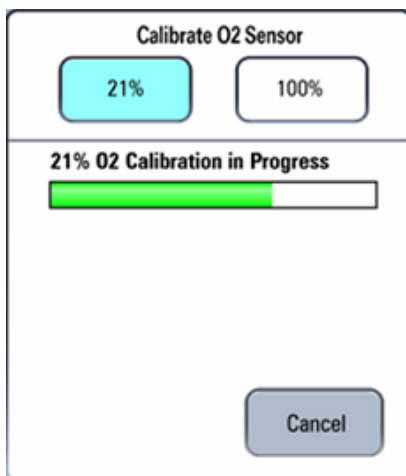 Calibrate O2 Sensor
21%
100%
21% O2 Calibration in Progress
Cancel